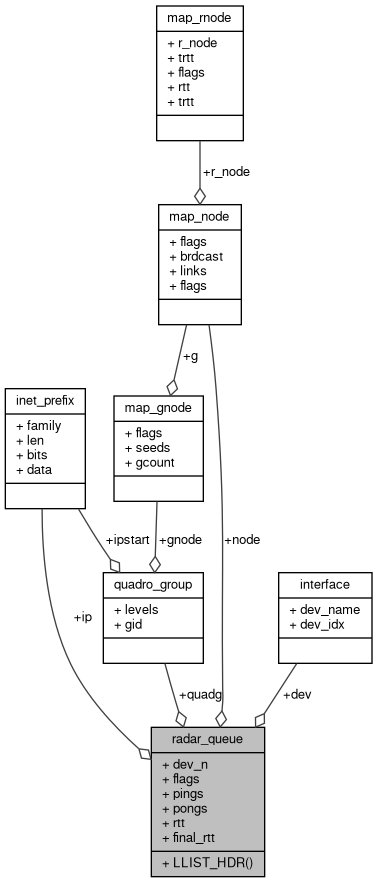 map_rnode
+ r_node
+ trtt
+ flags
+ rtt
+ trtt
+r_node
map_node
+ flags
+ brdcast
+ links
+ flags
+g
inet_prefix
+ family
+ len
+ bits
+ data
map_gnode
+ flags
+ seeds
+ gcount
+ipstart
+gnode
+node
quadro_group
+ levels
+ gid
interface
+ dev_name
+ dev_idx
+ip
+quadg
+dev
radar_queue
+ dev_n
+ flags
+ pings
+ pongs
+ rtt
+ final_rtt
+ LLIST_HDR()